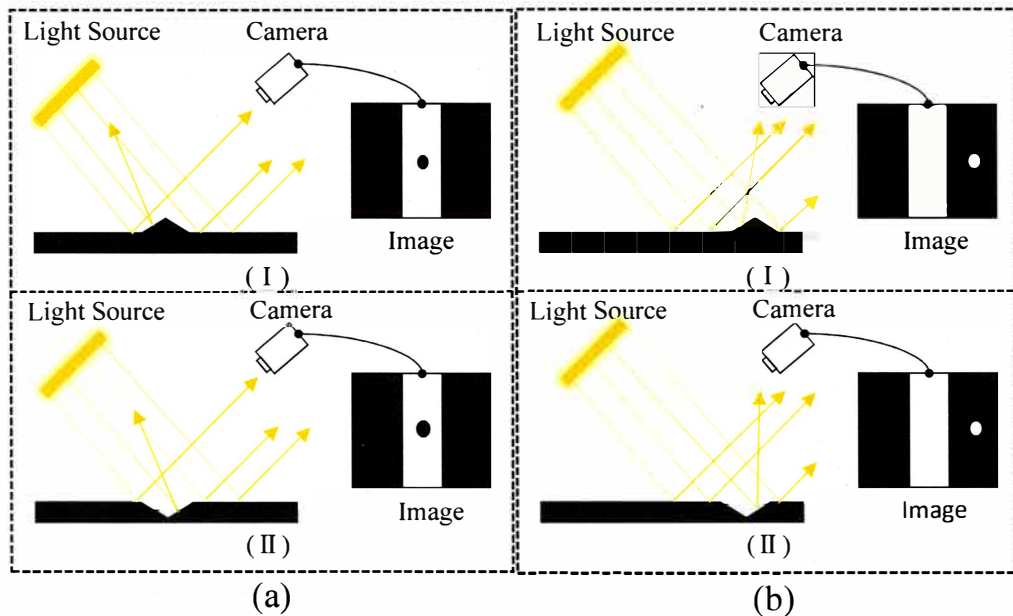 Light Source
Camera
Image
( Ⅰ )
Light Source
Camera
Image
( Ⅱ )
(a)
Light Source
Camera
Image
( Ⅰ )
Light Source
Camera
Image
( Ⅱ )
(b)